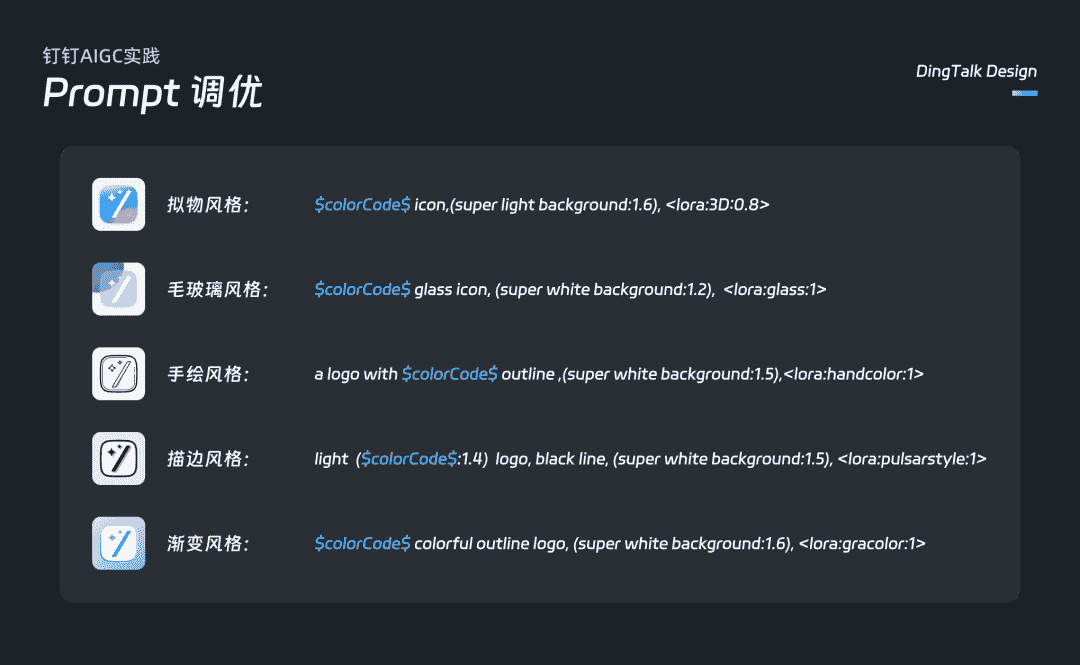 钉钉AIGC实践
Prompt 调优
DingTalk Design
拟物风格: $colorCode$ icon,(super light background:1.6), <lora:3D:0.8>
毛玻璃风格: $colorCode$ glass icon, (super white background:1.2), <lora:glass:1>
手绘风格: a logo with $colorCode$ outline ,(super white background:1.5),<lora:handcolor:1>
描边风格: light ($colorCode$:1.4) logo, black line, (super white background:1.5), <lora:pulsarstyle:1>
渐变风格: $colorCode$ colorful outline logo, (super white background:1.6), <lora:gracolor:1>